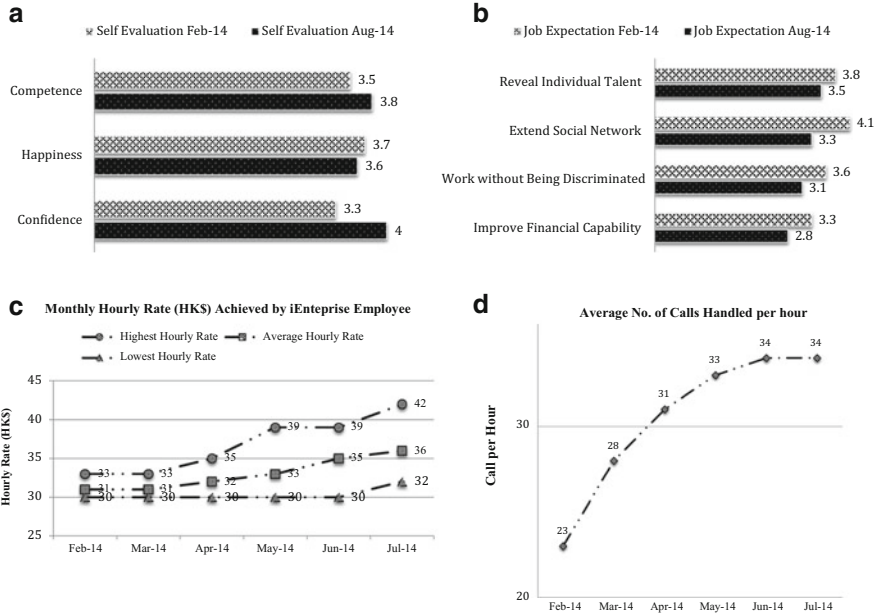 a
Self Evaluation Feb-14 Self Evaluation Aug-14
Competence 3.5
3.8
Happiness 3.7
3.6
Confidence 3.3
4
b
Job Expectation Feb-14 Job Expectation Aug-14
Reveal Individual Talent 3.8
3.5
Extend Social Network 4.1
3.3
Work without Being Discriminated 3.6
3.1
Improve Financial Capability 3.3
2.8
c
Monthly Hourly Rate (HK$) Achieved by iEnteprise Employee
Highest Hourly Rate Average Hourly Rate
Lowest Hourly Rate
Hourly Rate (HK$)
45
40
35
30
25
33 33 35 39 39 42
31 31 32 33 35 36
30 30 30 30 30 32
Feb-14 Mar-14 Apr-14 May-14 Jun-14 Jul-14
d
Average No. of Calls Handled per hour
Call per Hour
30
20
23 28 31 33 34 34
Feb-14 Mar-14 Apr-14 May-14 Jun-14 Jul-14